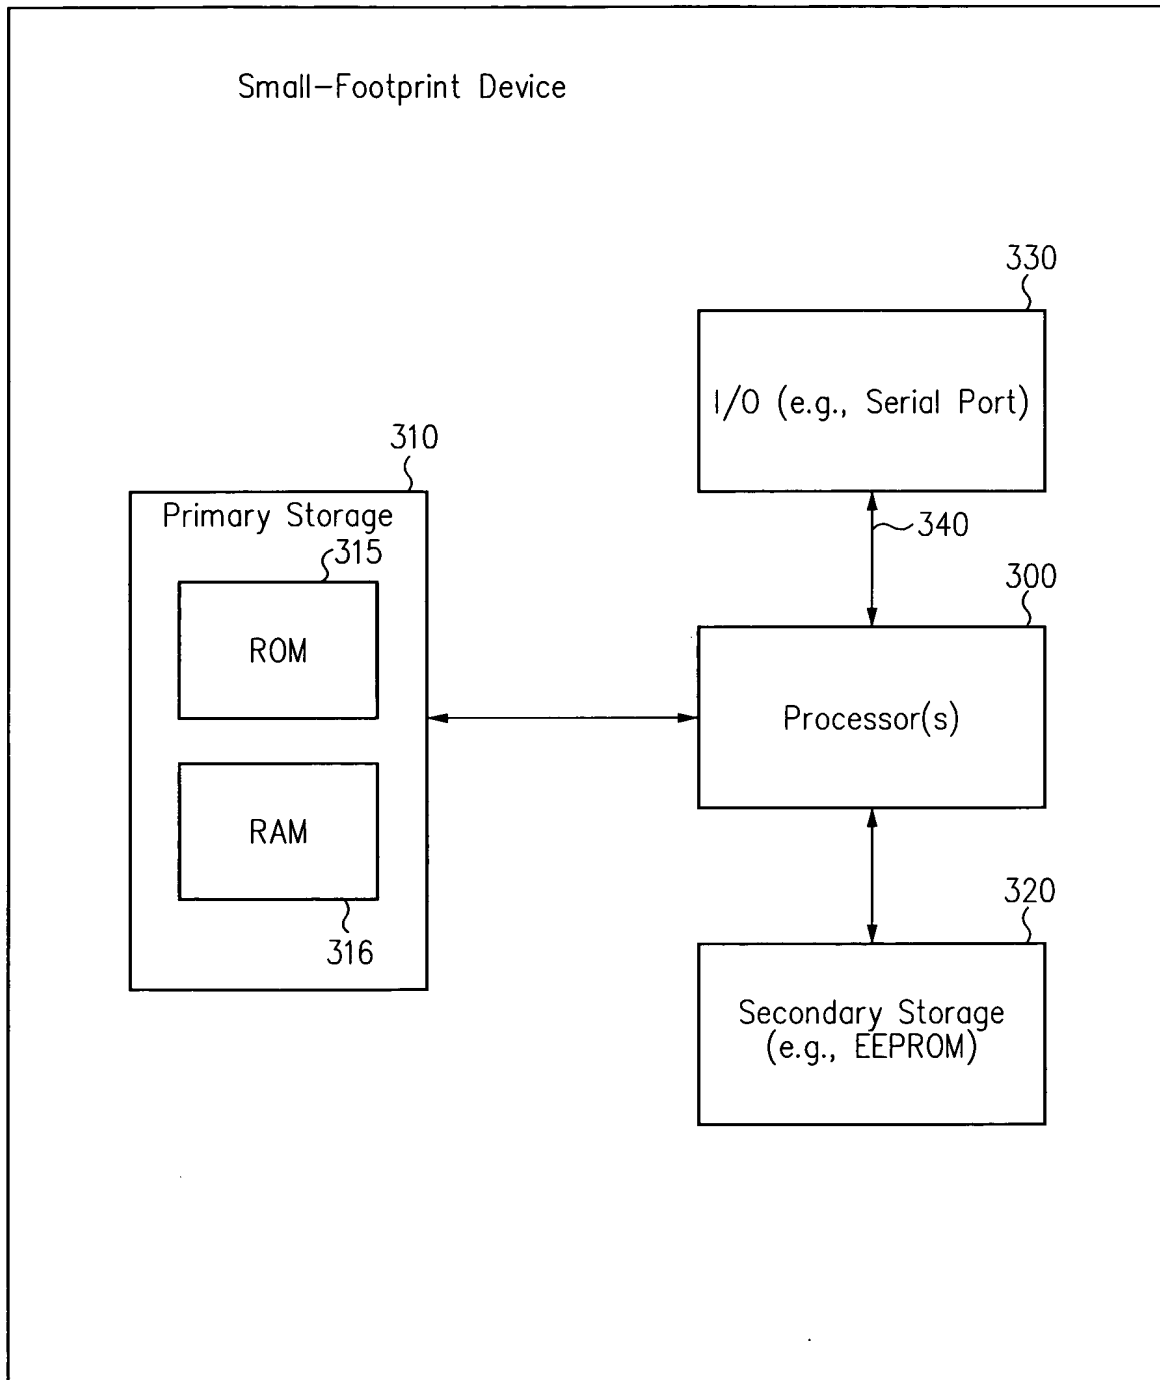 Small-Footprint Device
330
I/O (e.g., Serial Port)
340
310
Primary Storage
315
ROM
RAM
316
300
Processor(s)
320
Secondary Storage
(e.g., EEPROM)